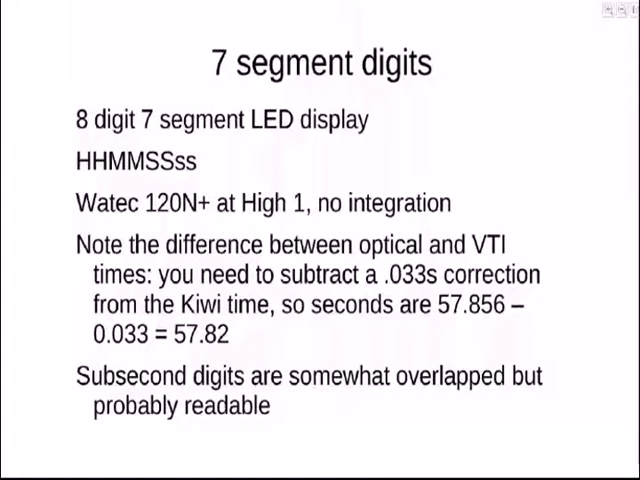 7 segment digits
8 digit 7 segment LED display
HHMMSSss
Watec 120N+ at High 1, no integration
Note the difference between optical and VTI
times: you need to subtract a .033s correction
from the Kiwi time, so seconds are 57.856 –
0.033 = 57.82
Subsecond digits are somewhat overlapped but
probably readable